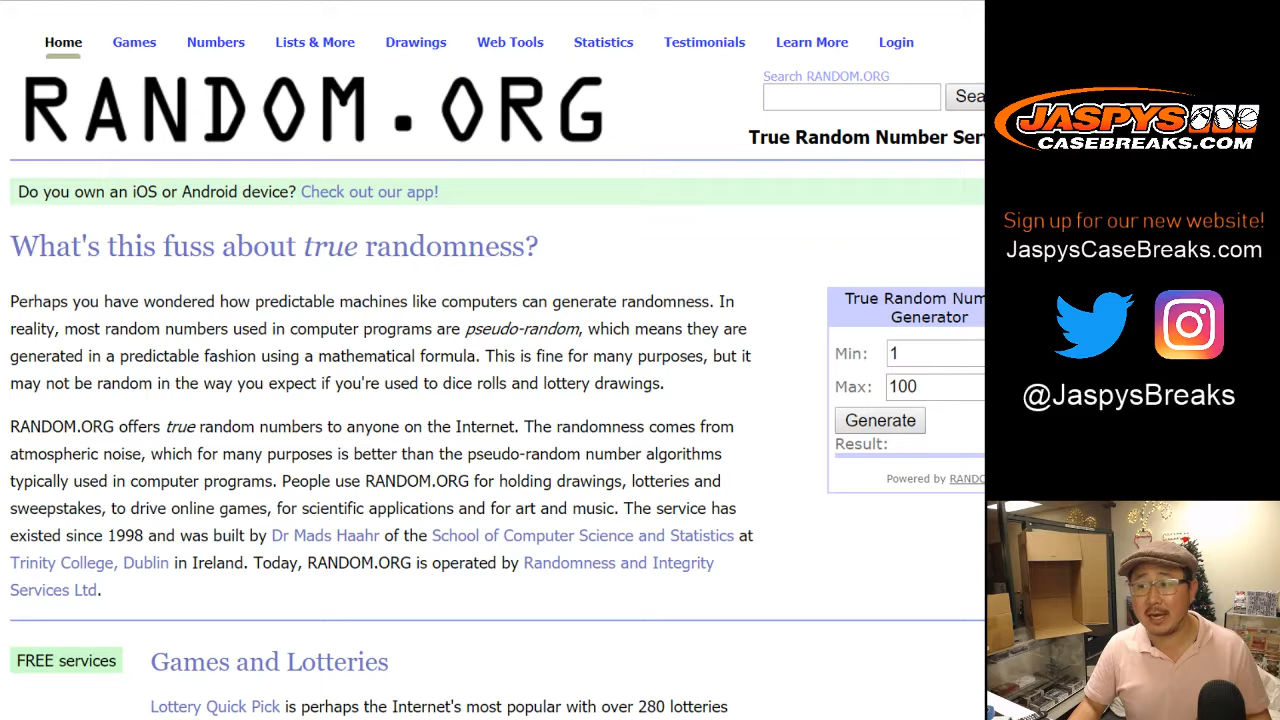 Home Games Numbers Lists & More Drawings Web Tools Statistics Testimonials Learn More Login
RANDOM.ORG
Search RANDOM.ORG
True Random Number
Do you own an iOS or Android device? Check out our app!
What's this fuss about true randomness?
Perhaps you have wondered how predictable machines like computers can generate randomness. In
reality, most random numbers used in computer programs are pseudo-random, which means they are
generated in a predictable fashion using a mathematical formula. This is fine for many purposes, but it
may not be random in the way you expect if you're used to dice rolls and lottery drawings.
RANDOM.ORG offers true random numbers to anyone on the Internet. The randomness comes from
atmospheric noise, which for many purposes is better than the pseudo-random number algorithms
typically used in computer programs. People use RANDOM.ORG for holding drawings, lotteries and
sweepstakes, to drive online games, for scientific applications and for art and music. The service has
existed since 1998 and was built by Dr Mads Haahr of the School of Computer Science and Statistics at
Trinity College, Dublin in Ireland. Today, RANDOM.ORG is operated by Randomness and Integrity
Services Ltd.
True Random
Generator
Min: 1
Max: 100
Generate
Result:
Powered by
FREE services
Games and Lotteries
Lottery Quick Pick is perhaps the Internet's most popular with over 280 lotteries
JASPYS
CASEBREAKS.COM
Sign up for our new website!
JaspysCaseBreaks.com
@JaspysBreaks